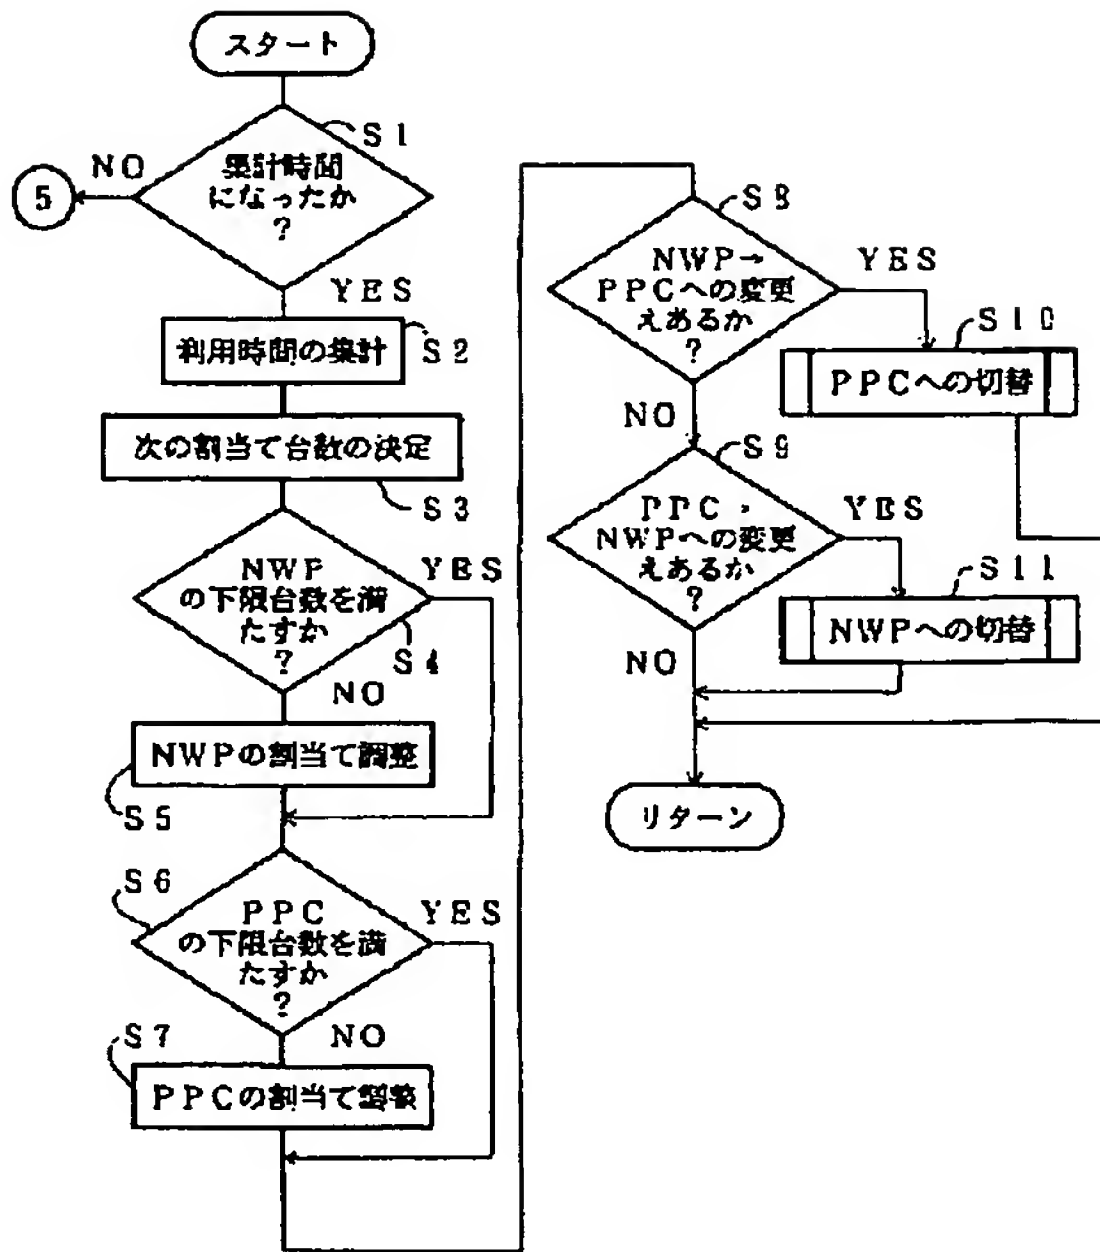 スタート
S1
NO
5
集計時間
になったか
?
YES
利用時間の集計
S2
次の割当て台数の決定
S3
NWP
の下限台数を満
たすか
?
YES
S4
NO
NWPの割当て調整
S5
S6
PPC
の下限台数を満
たすか
?
YES
S7
NO
PPCの割当て調整
S8
NWP→
PPCへの変更
えあるか
?
YES
S10
PPCへの切替
NO
S9
PPC→
NWPへの変更
えあるか
?
YES
S11
NWPへの切替
NO
リターン